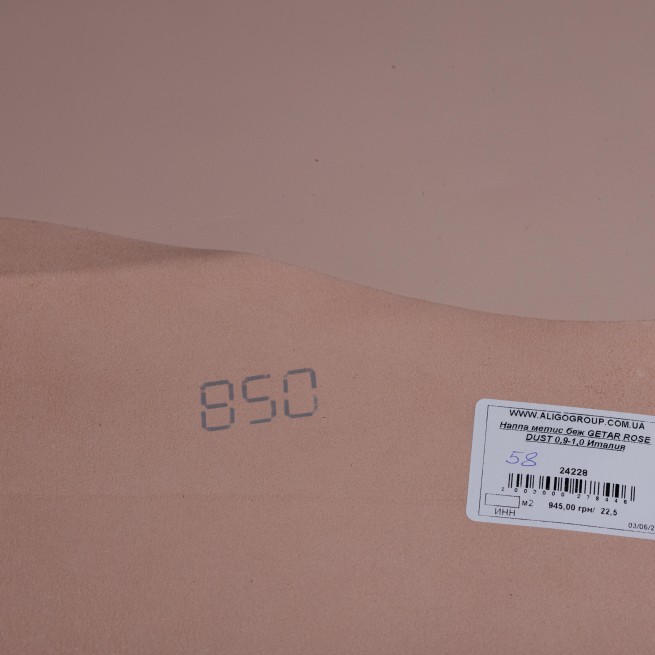 850
WWW.ALIGOGROUP.COM.UA
Наппа метис беж GETAR ROSE
DUST 0,9-1,0 Италия
58
24228
2003000278446
м2 945,00 грн/ 22,5
ИНН
03/06/2